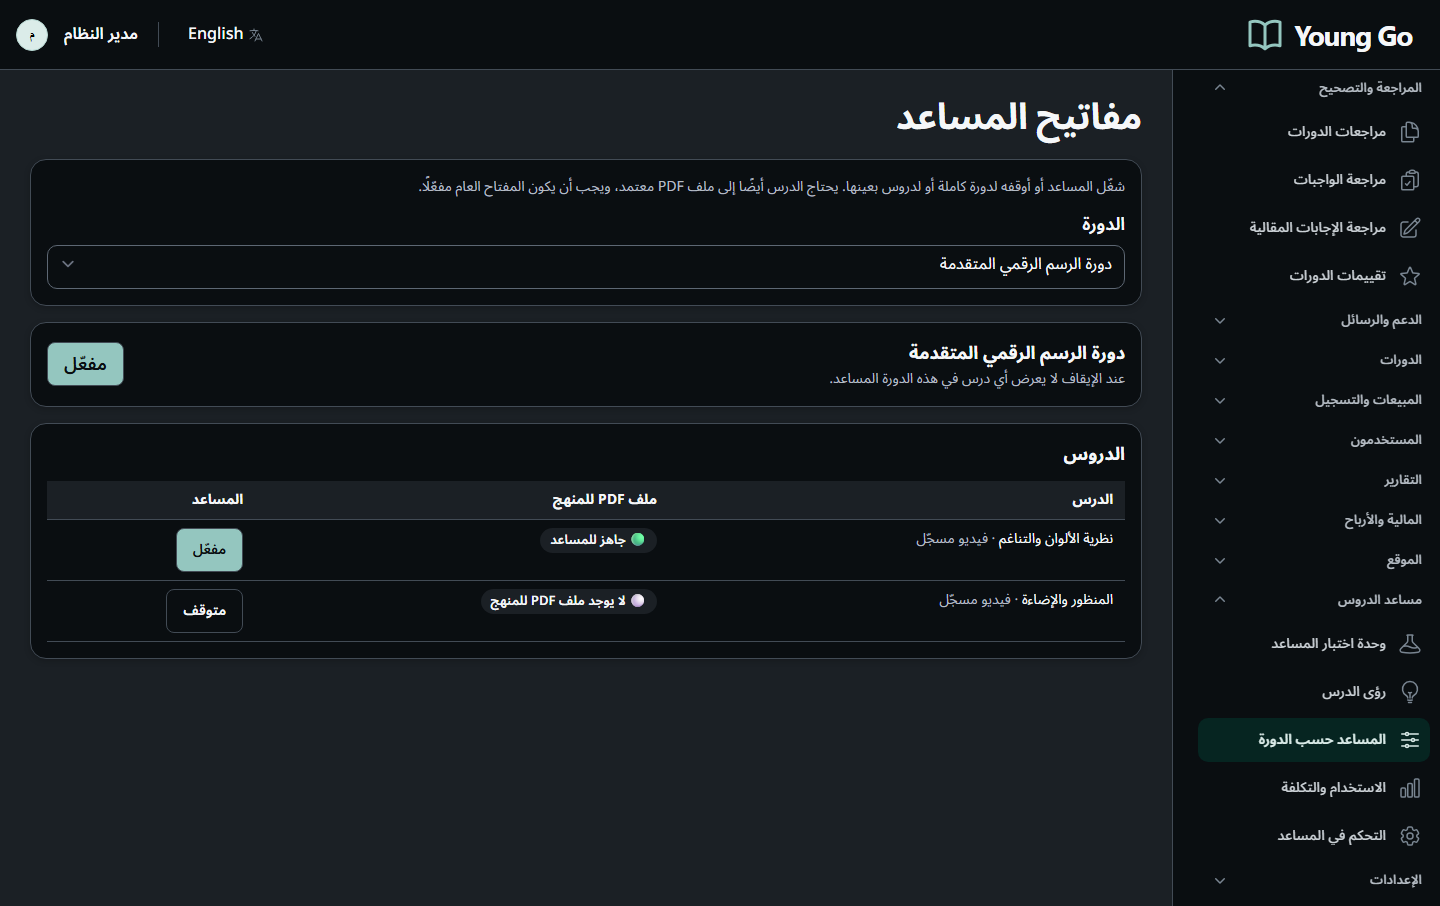 Young Go
English
مدير النظام
م
المراجعة والتصحيح
مراجعات الدورات
مراجعة الواجبات
مراجعة الإجابات المقالية
تقييمات الدورات
الدعم والرسائل
الدورات
المبيعات والتسجيل
المستخدمون
التقارير
المالية والأرباح
الموقع
مساعد الدروس
وحدة اختبار المساعد
رؤى الدرس
المساعد حسب الدورة
الاستخدام والتكلفة
التحكم في المساعد
الإعدادات
مفاتيح المساعد
شغّل المساعد أو أوقفه لدورة كاملة أو لدروس بعينها. يحتاج الدرس أيضًا إلى ملف PDF معتمد، ويجب أن يكون المفتاح العام مفعّلًا.
الدورة
دورة الرسم الرقمي المتقدمة
دورة الرسم الرقمي المتقدمة
عند الإيقاف لا يعرض أي درس في هذه الدورة المساعد.
مفعّل
الدروس
الدرس ملف PDF للمنهج المساعد
نظرية الألوان والتناغم · فيديو مسجّل جاهز للمساعد مفعّل
المنظور والإضاءة · فيديو مسجّل لا يوجد ملف PDF للمنهج متوقف